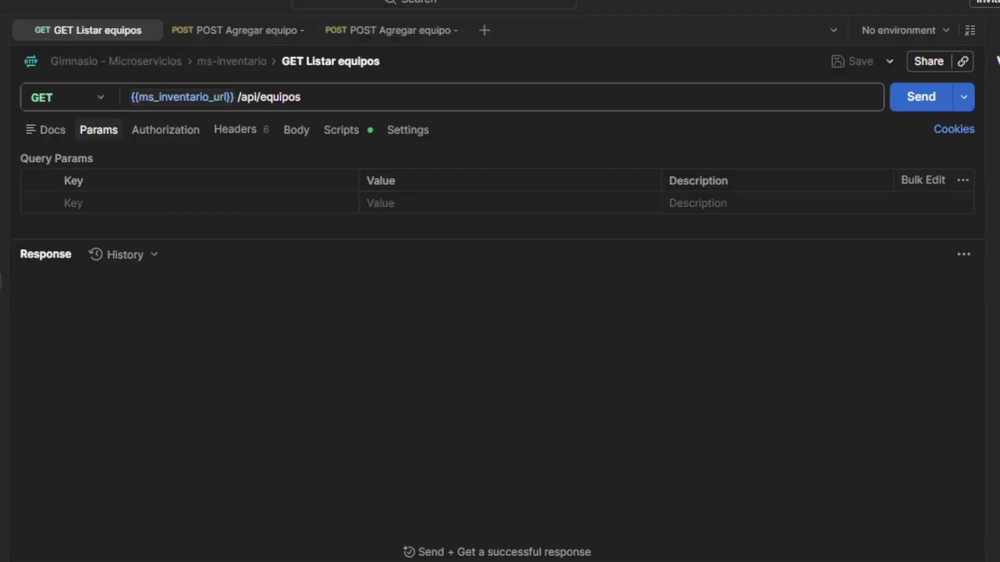 Search
GET GET Listar equipos POST POST Agregar equipo - POST POST Agregar equipo - No environment
HTTP Gimnasio - Microservicios > ms-inventario > GET Listar equipos Save Share
GET {{ms_inventario_url}} /api/equipos Send
Docs Params Authorization Headers 6 Body Scripts Settings Cookies
Query Params
Key Value Description Bulk Edit
Key Value Description
Response History
Send + Get a successful response